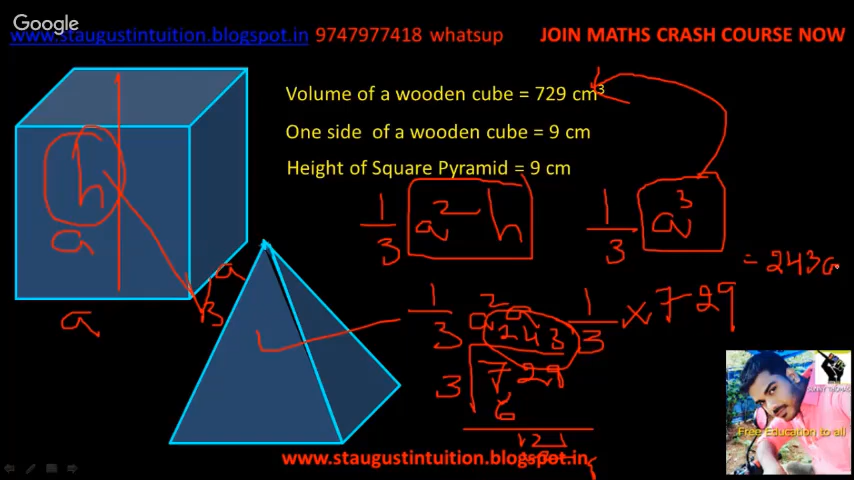 Google
www.staugustintuition.blogspot.in 9747977418 whatsup JOIN MATHS CRASH COURSE NOW
Volume of a wooden cube = 729 cm³
One side of a wooden cube = 9 cm
Height of Square Pyramid = 9 cm
h
a
a
a
1/3 a² h
1/3 a³
= 243
1/3
1/3 × 729
243
3 729
6
12
Free Education to all
www.staugustintuition.blogspot.in